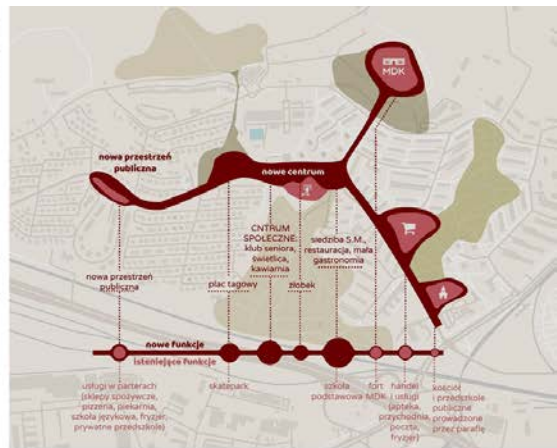 MDK
nowa przestrzeń
publiczna
nowe centrum
CNTRUM
SPOŁECZNE:
klub seniora,
świetlica,
kawiarnia
siedziba S.M.,
restauracja, mała
gastronomia
nowa przestrzeń
publiczna
plac tagowy
żłobek
nowe funkcje
istniejące funkcje
usługi w parterach
(sklepy spożywcze,
pizzeria, piekarnia,
szkoła językowa, fryzjer,
prywatne przedszkole)
skatepark
szkoła
podstawowa
fort
MDK
handel
i usługi
(apteka,
przychodnia,
poczta,
fryzjer)
kościół
i przedszkole
publiczne
prowadzone
przez parafię